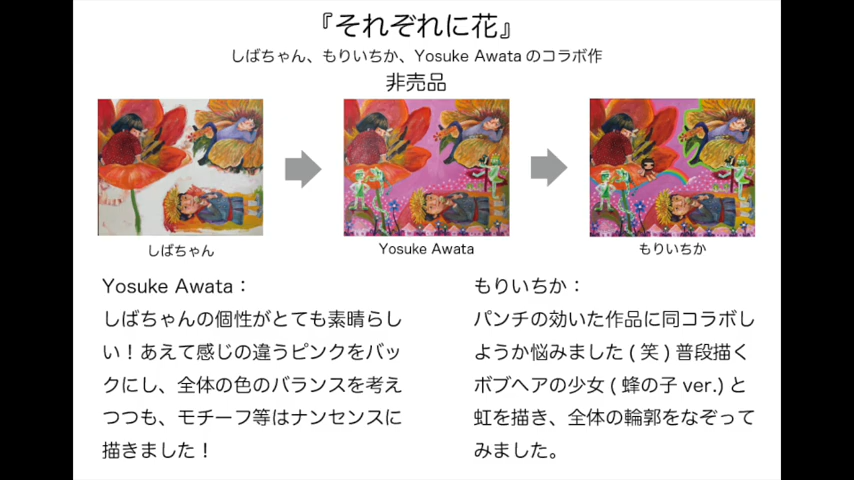 『それぞれに花』
しばちゃん、もりいちか、Yosuke Awata のコラボ作
非売品
しばちゃん
Yosuke Awata
もりいちか
Yosuke Awata：
しばちゃんの個性がとても素晴らし
い！あえて感じの違うピンクをバッ
クにし、全体の色のバランスを考え
つつも、モチーフ等はナンセンスに
描きました！
もりいちか：
パンチの効いた作品に同コラボし
ようか悩みました ( 笑 ) 普段描く
ボブヘアの少女 ( 蜂の子 ver.) と
虹を描き、全体の輪郭をなぞって
みました。